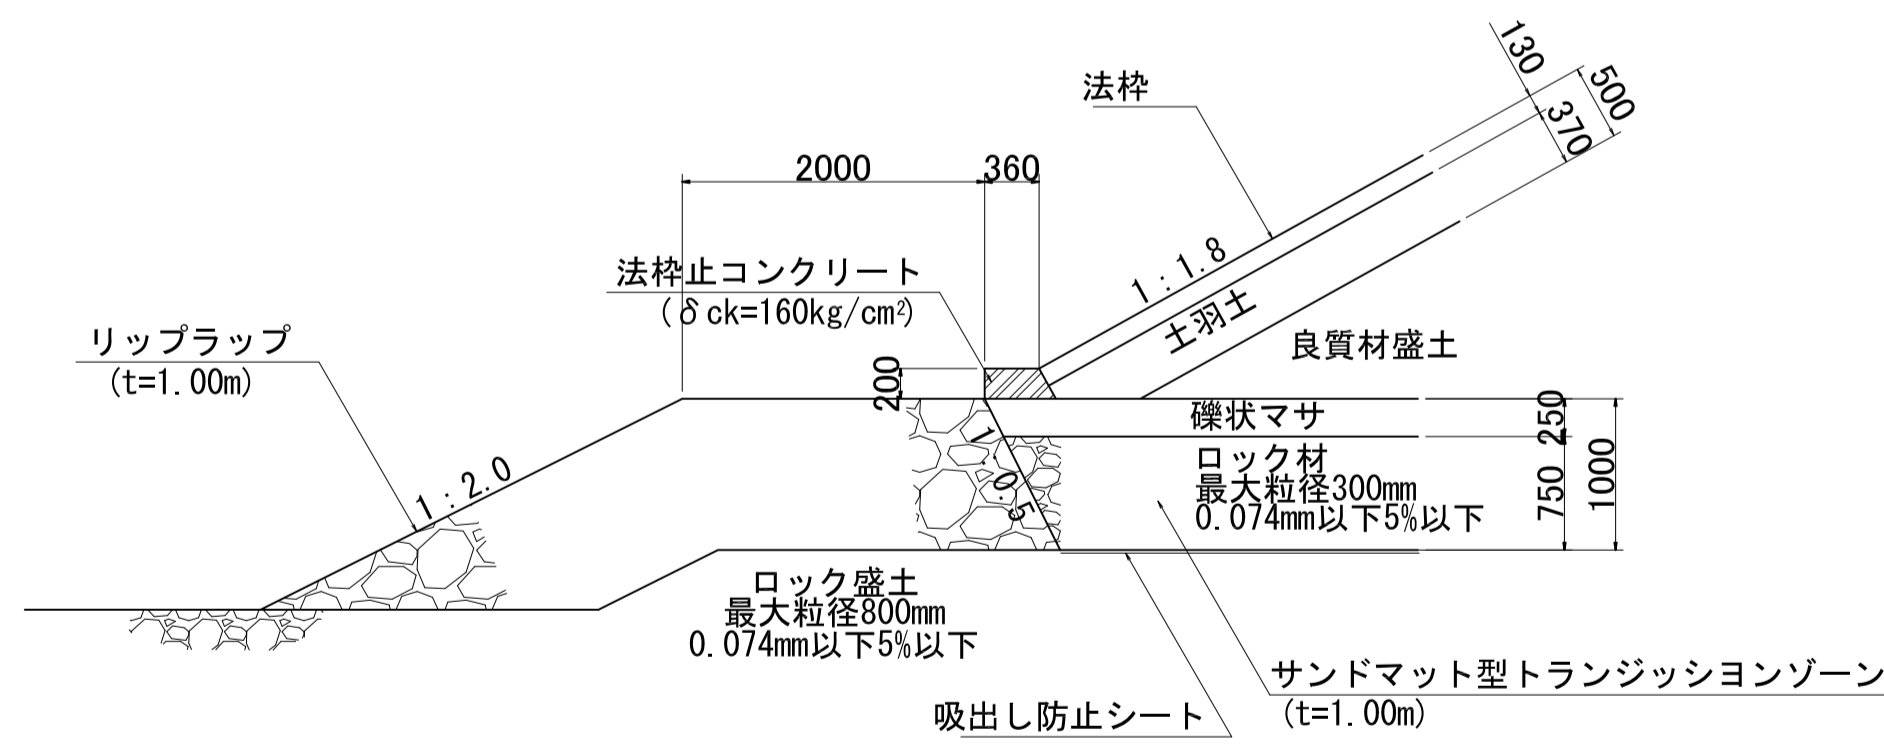 130
500
370
法枠
2000
360
1:1.8
法枠止コンクリート
(δck=160kg/cm²)
土羽土
良質材盛土
リップラップ
(t=1.00m)
200
礫状マサ
250
1000
750
1:0.5
ロック材
最大粒径300mm
0.074mm以下5%以下
1:2.0
ロック盛土
最大粒径800mm
0.074mm以下5%以下
サンドマット型トランジッションゾーン
(t=1.00m)
吸出し防止シート